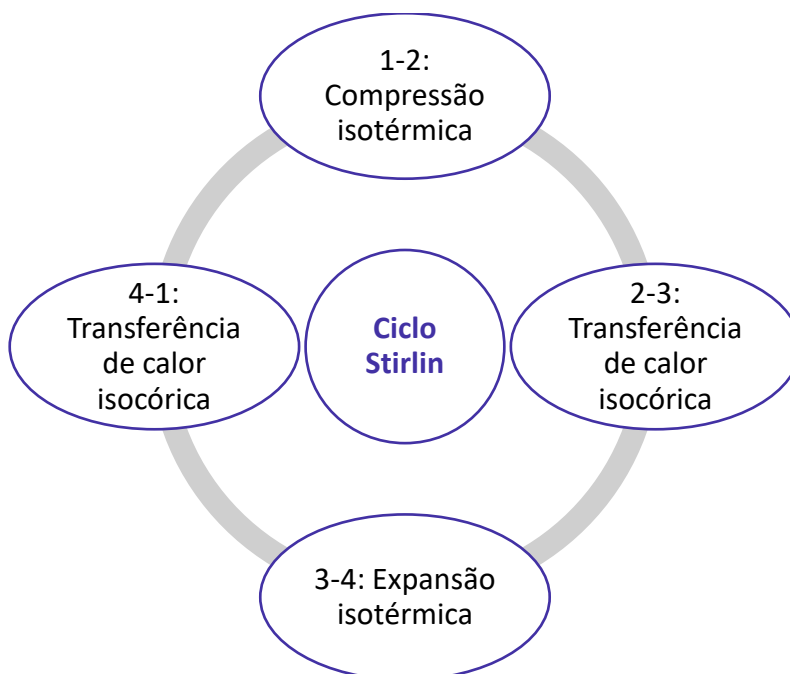 1-2:
Compressão
isotérmica
4-1:
Transferência
de calor
isocórica
Ciclo
Stirlin
2-3:
Transferência
de calor
isocórica
3-4: Expansão
isotérmica